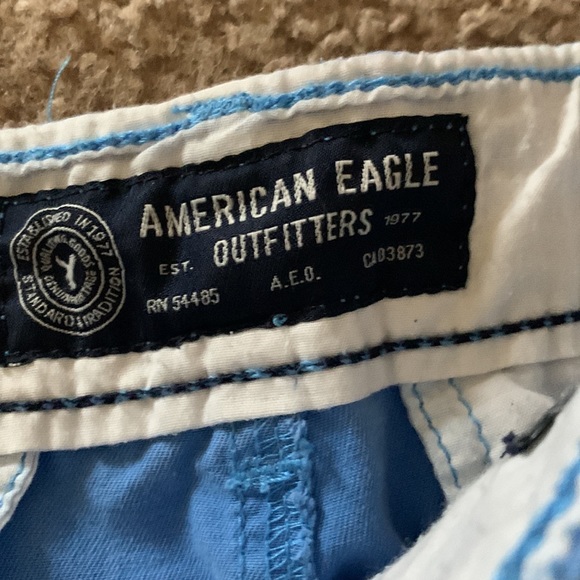 ESTABLISHED IN 1977
STANDARD & TRADITION
AMERICAN EAGLE
OUTFITTERS
EST. 1977
RN 54485 A.E.O. CA03873